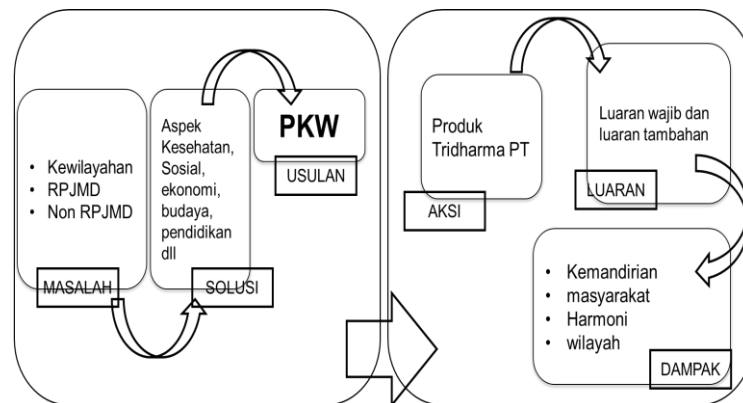 • Kewilayahan
• RPJMD
• Non RPJMD
MASALAH
Aspek
Kesehatan,
Sosial,
ekonomi,
budaya,
pendidikan
dll
SOLUSI
PKW
USULAN
Produk
Tridharma PT
AKSI
Luaran wajib dan
luaran tambahan
LUARAN
• Kemandirian
• masyarakat
• Harmoni
• wilayah
DAMPAK